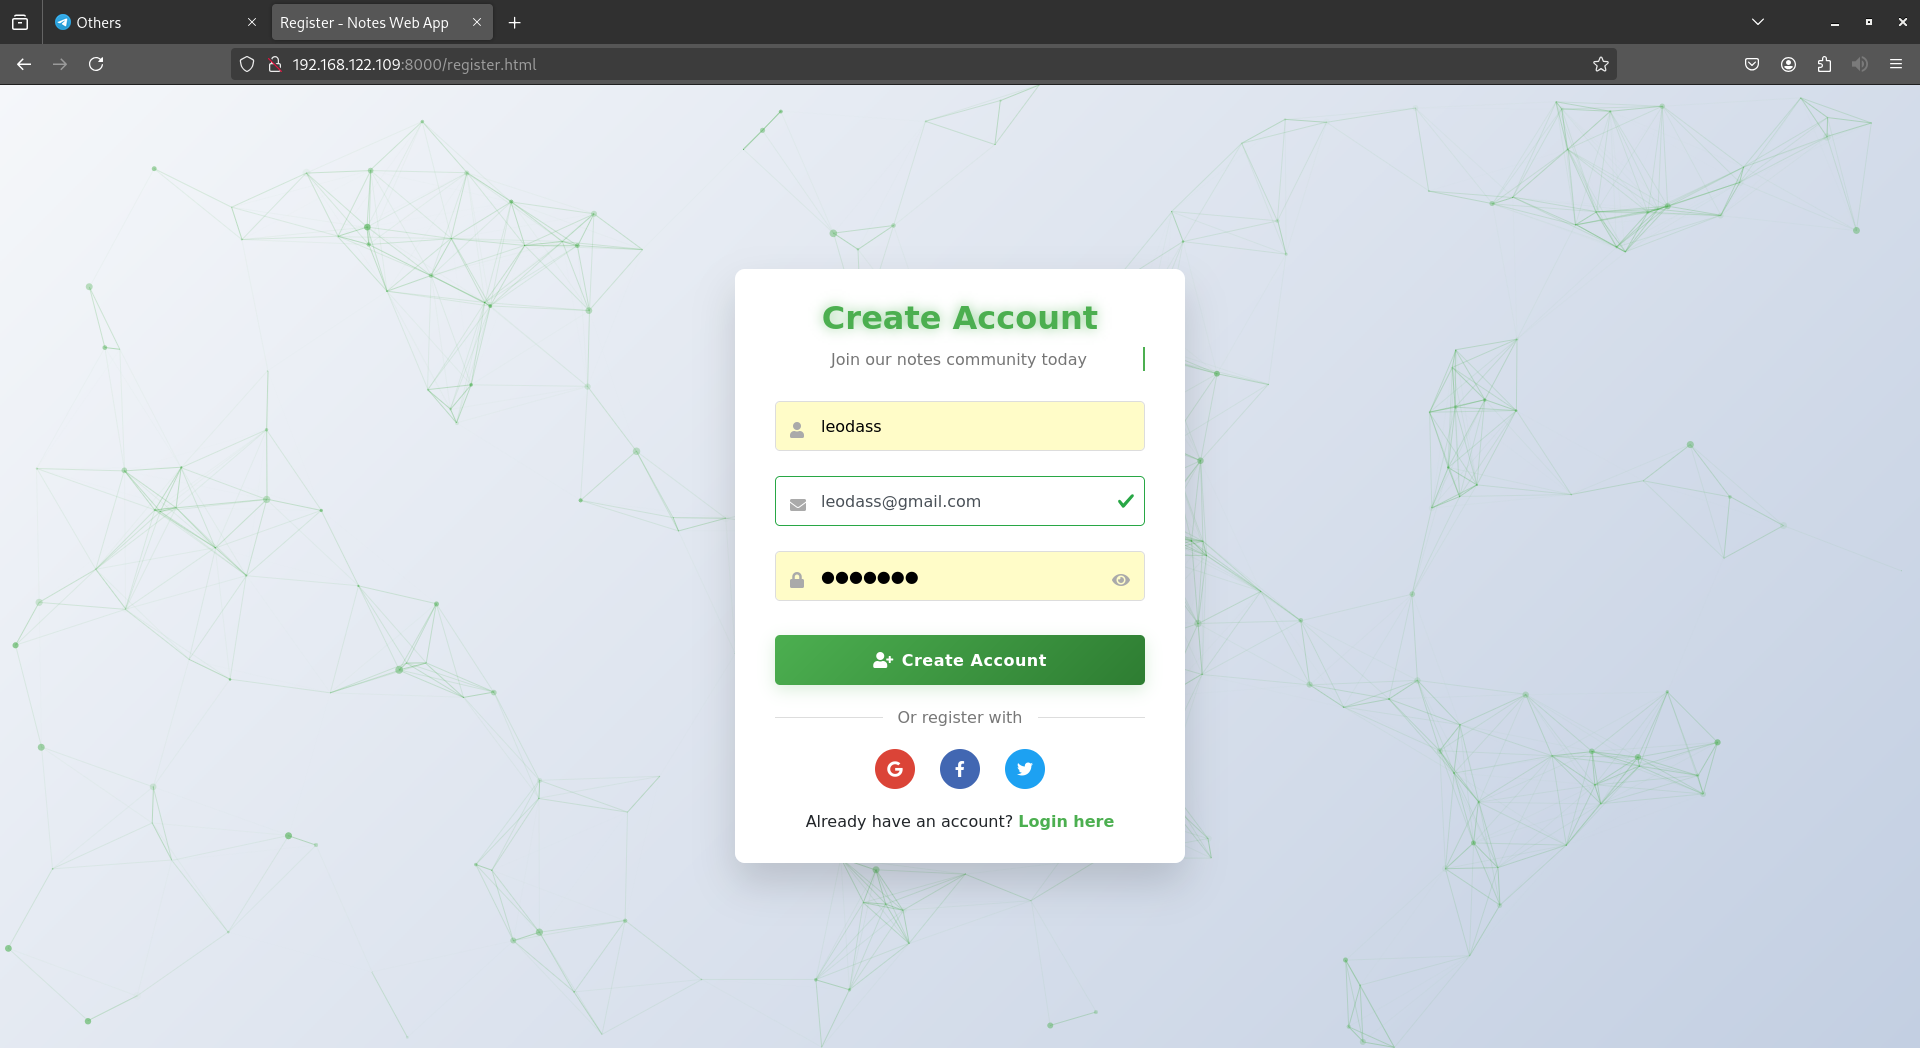 Others
Register - Notes Web App
192.168.122.109:8000/register.html
Create Account
Join our notes community today
leodass
leodass@gmail.com
Create Account
Or register with
Already have an account? Login here